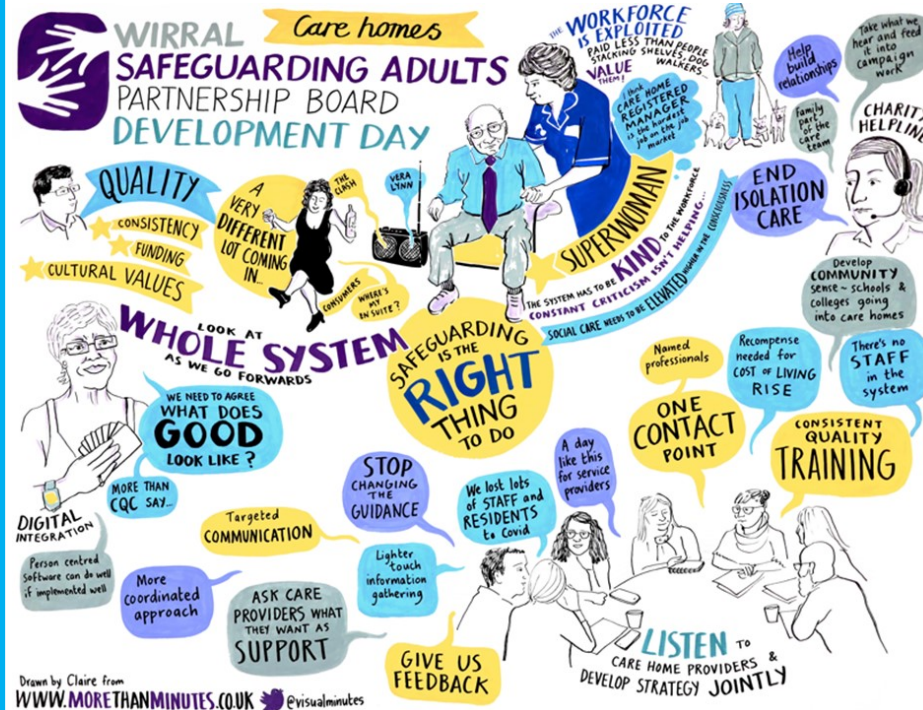 Care homes
WIRRAL
SAFEGUARDING ADULTS
PARTNERSHIP BOARD
DEVELOPMENT DAY
THE WORKFORCE
IS EXPLOITED
PAID LESS THAN PEOPLE
STACKING SHELVES, DOG
WALKERS...
VALUE
THEM!
I think
CARE HOME
REGISTERED
MANAGER
is the hardest
job on the job
market
Help
build
relationships
Take what we
hear and feed
it into
campaign
work
Family
part of
the care
team
CHARITY
HELPLINE
END
ISOLATION
CARE
QUALITY
CONSISTENCY
FUNDING
CULTURAL VALUES
A
VERY
DIFFERENT
LOT COMING
IN...
THE
CLASH
VERA
LYNN
CONSUMERS
WHERE'S
MY
EN SUITE?
SUPERWOMAN
THE SYSTEM HAS TO BE KIND TO THE WORKFORCE
CONSTANT CRITICISM ISN'T HELPING...
SOCIAL CARE NEEDS TO BE ELEVATED HIGHER IN THE CONSCIOUSNESS
Develop
COMMUNITY
sense - schools &
colleges going
into care homes
LOOK AT
WHOLE SYSTEM
AS WE GO FORWARDS
SAFEGUARDING
IS THE
RIGHT
THING
TO DO
Named
professionals
Recompense
needed for
COST OF LIVING
RISE
There's no
STAFF
in the
system
WE NEED TO AGREE
WHAT DOES
GOOD
LOOK LIKE?
MORE THAN
CQC SAY...
ONE
CONTACT
POINT
CONSISTENT
QUALITY
TRAINING
STOP
CHANGING
THE
GUIDANCE
A day
like this
for service
providers
We lost lots
of STAFF and
RESIDENTS
to Covid
DIGITAL
INTEGRATION
Person centred
software can do well
if implemented well
Targeted
COMMUNICATION
More
coordinated
approach
Lighter
touch
information
gathering
ASK CARE
PROVIDERS WHAT
THEY WANT AS
SUPPORT
GIVE US
FEEDBACK
LISTEN TO
CARE HOME PROVIDERS &
DEVELOP STRATEGY JOINTLY
Drawn by Claire from
WWW.MORETHANMINUTES.CO.UK @visualminutes